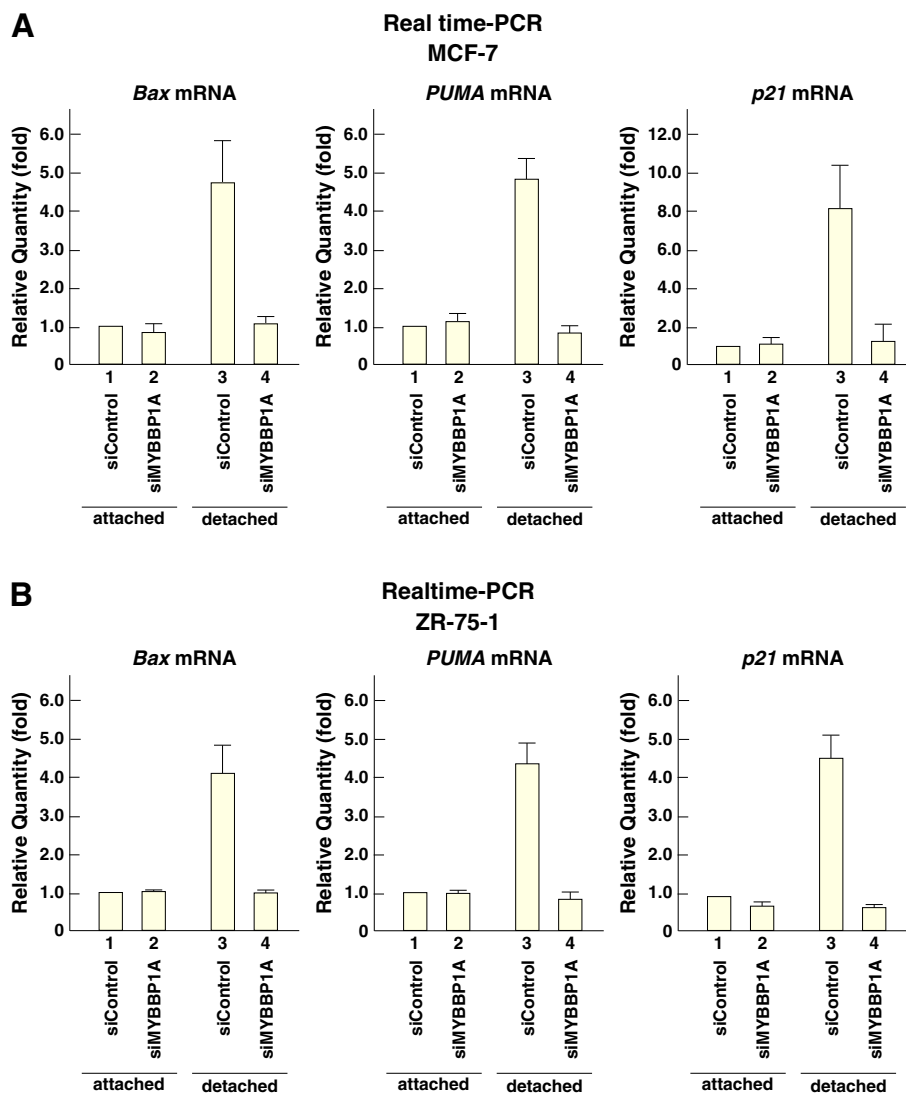 A
Real time-PCR
MCF-7
Bax mRNA
Relative Quantity (fold)
6.0
5.0
4.0
3.0
2.0
1.0
0
1 2 3 4
siControl
siMYBBP1A
siControl
siMYBBP1A
attached detached
PUMA mRNA
Relative Quantity (fold)
6.0
5.0
4.0
3.0
2.0
1.0
0
1 2 3 4
siControl
siMYBBP1A
siControl
siMYBBP1A
attached detached
p21 mRNA
Relative Quantity (fold)
12.0
10.0
8.0
6.0
4.0
2.0
0
1 2 3 4
siControl
siMYBBP1A
siControl
siMYBBP1A
attached detached
B
Realtime-PCR
ZR-75-1
Bax mRNA
Relative Quantity (fold)
6.0
5.0
4.0
3.0
2.0
1.0
0
1 2 3 4
siControl
siMYBBP1A
siControl
siMYBBP1A
attached detached
PUMA mRNA
Relative Quantity (fold)
6.0
5.0
4.0
3.0
2.0
1.0
0
1 2 3 4
siControl
siMYBBP1A
siControl
siMYBBP1A
attached detached
p21 mRNA
Relative Quantity (fold)
6.0
5.0
4.0
3.0
2.0
1.0
0
1 2 3 4
siControl
siMYBBP1A
siControl
siMYBBP1A
attached detached